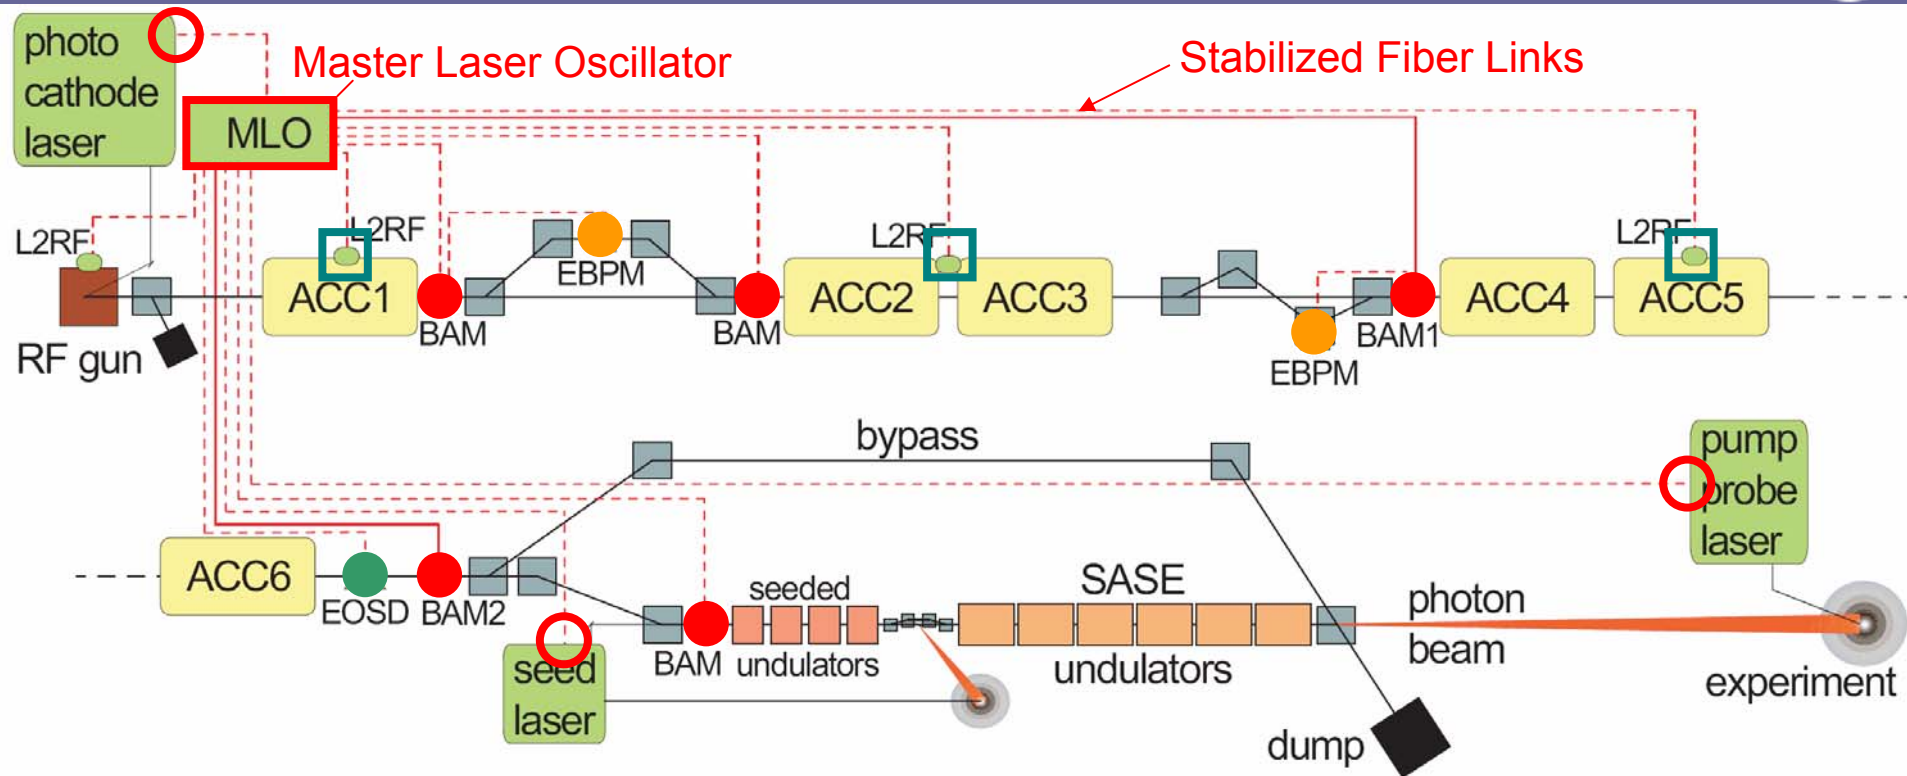 photo
cathode
laser
Master Laser Oscillator
Stabilized Fiber Links
MLO
L2RF
L2RF
L2RF
L2RF
EBPM
ACC1
ACC2
ACC3
ACC4
ACC5
BAM
BAM
BAM1
RF gun
EBPM
bypass
pump
probe
laser
ACC6
EOSD
BAM2
seeded
SASE
photon
beam
BAM
undulators
undulators
seed
laser
experiment
dump